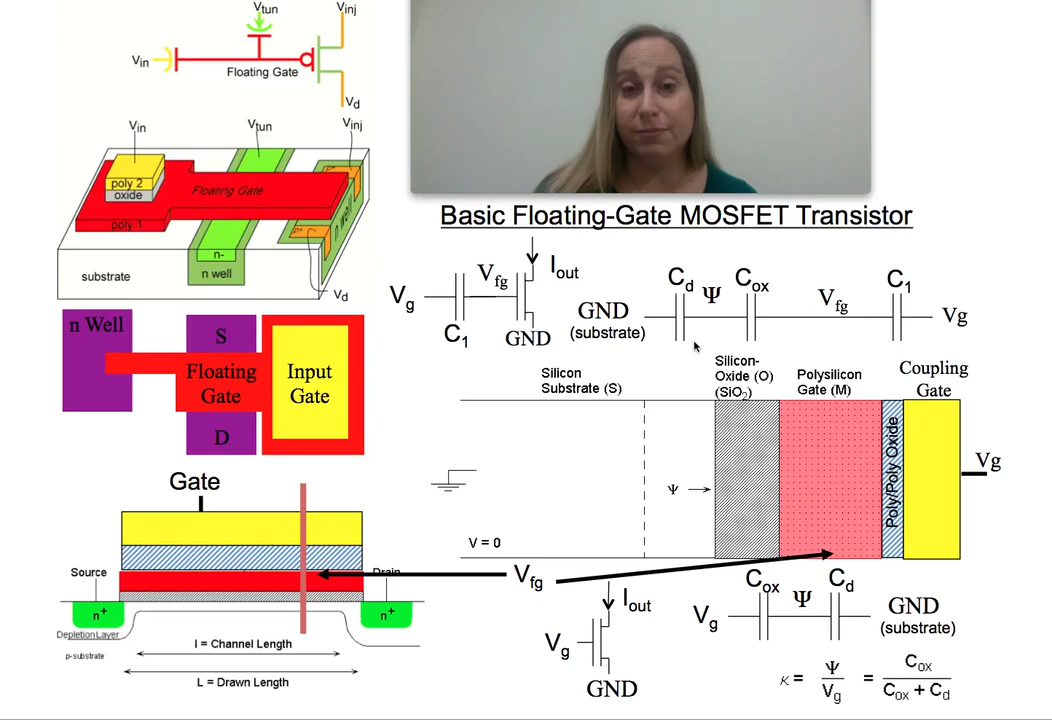 Vtun
Vinj
Vin
Floating Gate
Vd
Vin
Vtun
Vinj
poly 2
oxide
Floating Gate
poly 1
n-
n well
n well
substrate
Vd
n Well
S
Floating
Gate
Input
Gate
D
Gate
Source
Drain
n+
n+
Depletion Layer
p-substrate
l = Channel Length
L = Drawn Length
Basic Floating-Gate MOSFET Transistor
Vg
Vfg
Iout
C1
GND
GND
(substrate)
Cd
Ψ
Cox
Vfg
C1
Vg
Silicon
Substrate (S)
Silicon-
Oxide (O)
(SiO2)
Polysilicon
Gate (M)
Coupling
Gate
Poly/Poly Oxide
Vg
Ψ
V = 0
Vfg
Iout
Vg
GND
Cox
Ψ
Cd
Vg
GND
(substrate)
κ = Ψ / Vg = Cox / Cox + Cd